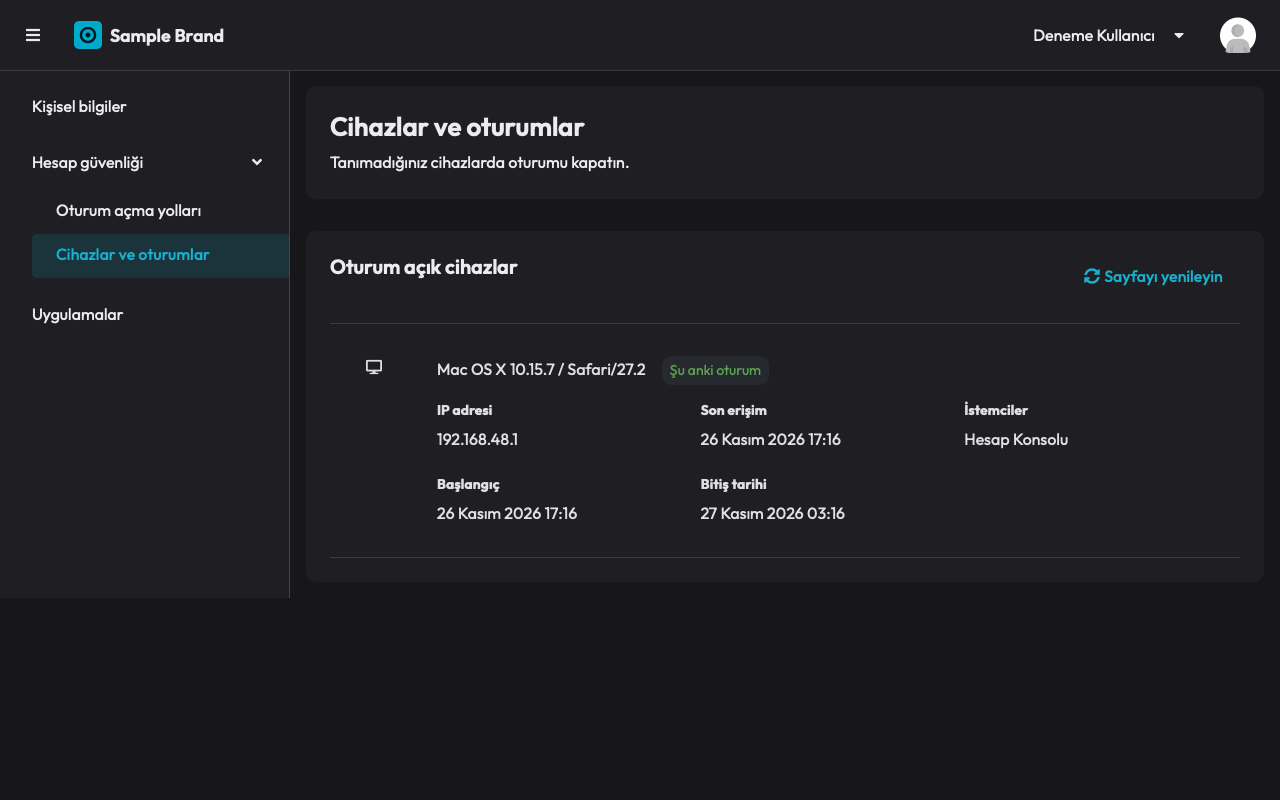 Sample Brand
Deneme Kullanıcı
Kişisel bilgiler
Hesap güvenliği
Oturum açma yolları
Cihazlar ve oturumlar
Uygulamalar
Cihazlar ve oturumlar
Tanımadığınız cihazlarda oturumu kapatın.
Oturum açık cihazlar
Sayfayı yenileyin
Mac OS X 10.15.7 / Safari/27.2
Şu anki oturum
IP adresi
192.168.48.1
Son erişim
26 Kasım 2026 17:16
İstemciler
Hesap Konsolu
Başlangıç
26 Kasım 2026 17:16
Bitiş tarihi
27 Kasım 2026 03:16